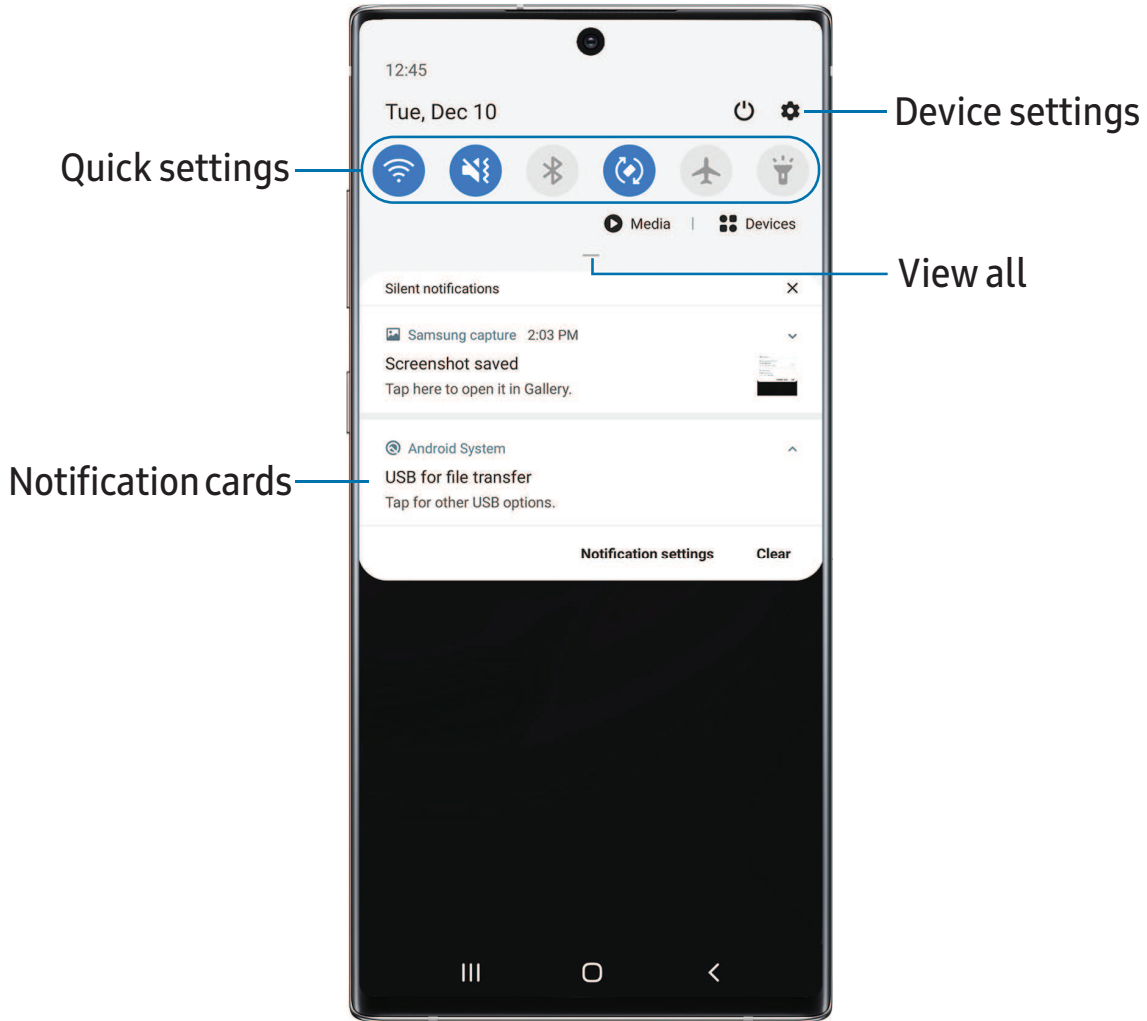 12:45
Tue, Dec 10
Device settings
Quick settings
Media | Devices
View all
Silent notifications
Samsung capture 2:03 PM
Screenshot saved
Tap here to open it in Gallery.
Android System
Notification cards
USB for file transfer
Tap for other USB options.
Notification settings Clear